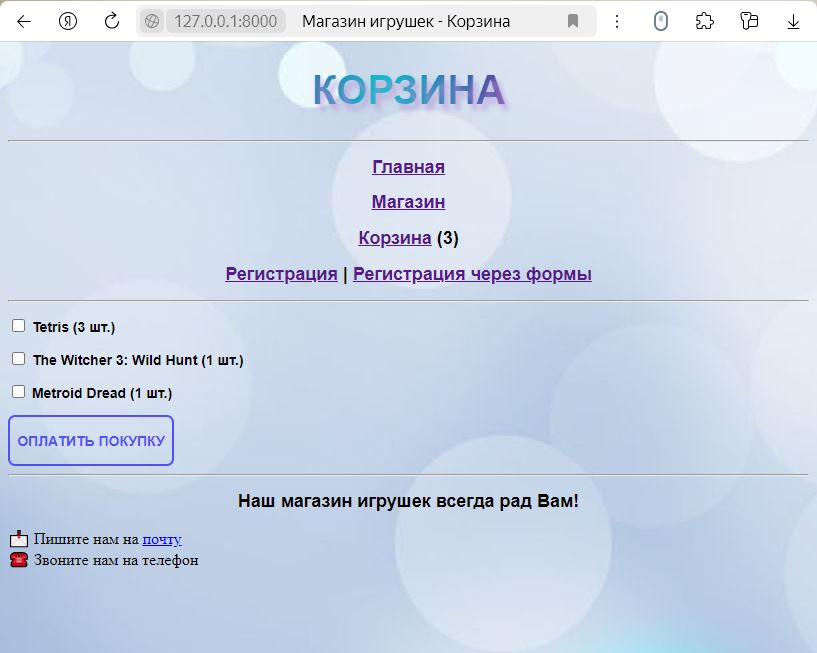 127.0.0.1:8000 Магазин игрушек - Корзина
КОРЗИНА
Главная
Магазин
Корзина (3)
Регистрация | Регистрация через формы
Tetris (3 шт.)
The Witcher 3: Wild Hunt (1 шт.)
Metroid Dread (1 шт.)
ОПЛАТИТЬ ПОКУПКУ
Наш магазин игрушек всегда рад Вам!
Пишите нам на почту
Звоните нам на телефон